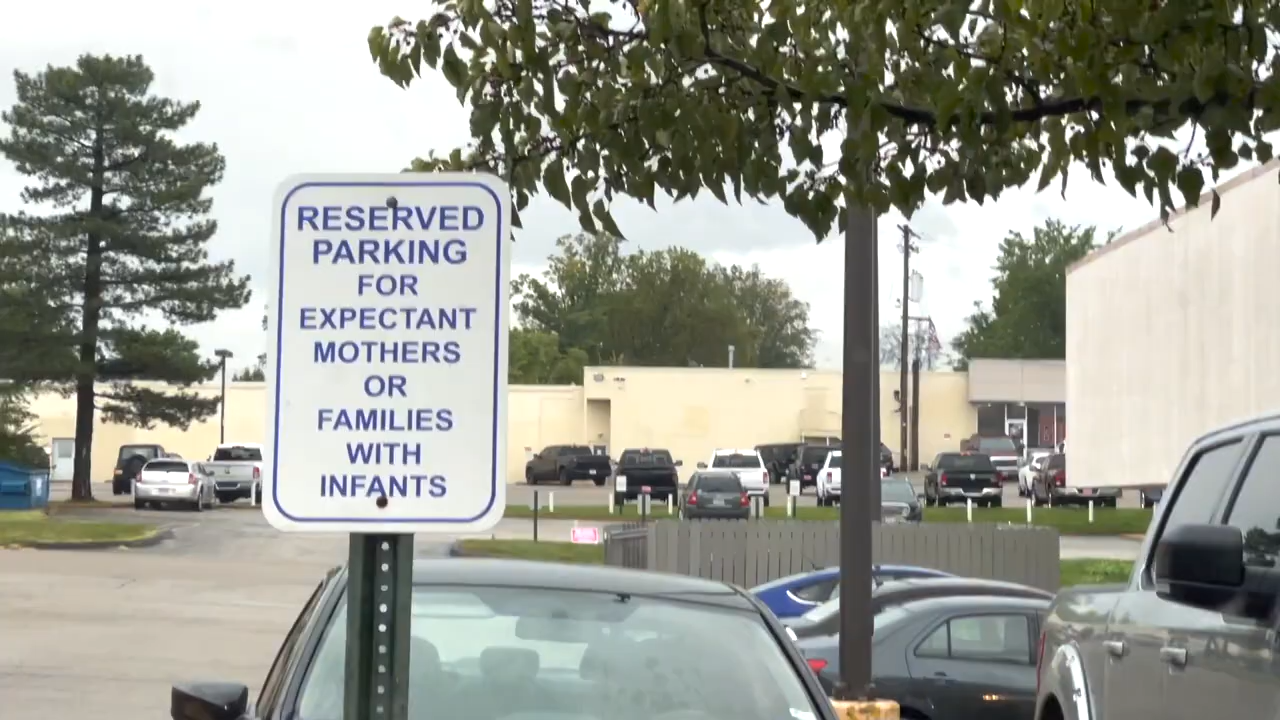 RESERVED
PARKING
FOR
EXPECTANT
MOTHERS
OR
FAMILIES
WITH
INFANTS